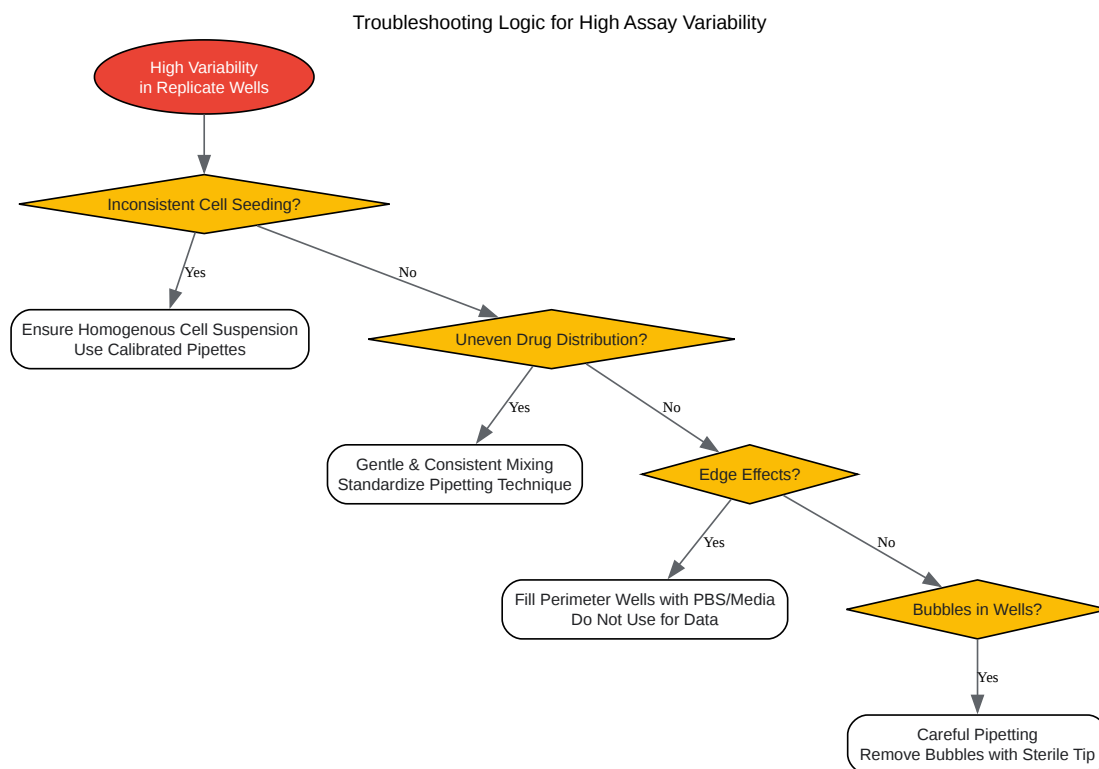 Troubleshooting Logic for High Assay Variability
High Variability
in Replicate Wells
Inconsistent Cell Seeding?
Yes
No
Ensure Homogenous Cell Suspension
Use Calibrated Pipettes
Uneven Drug Distribution?
Yes
No
Gentle & Consistent Mixing
Standardize Pipetting Technique
Edge Effects?
Yes
No
Fill Perimeter Wells with PBS/Media
Do Not Use for Data
Bubbles in Wells?
Yes
Careful Pipetting
Remove Bubbles with Sterile Tip